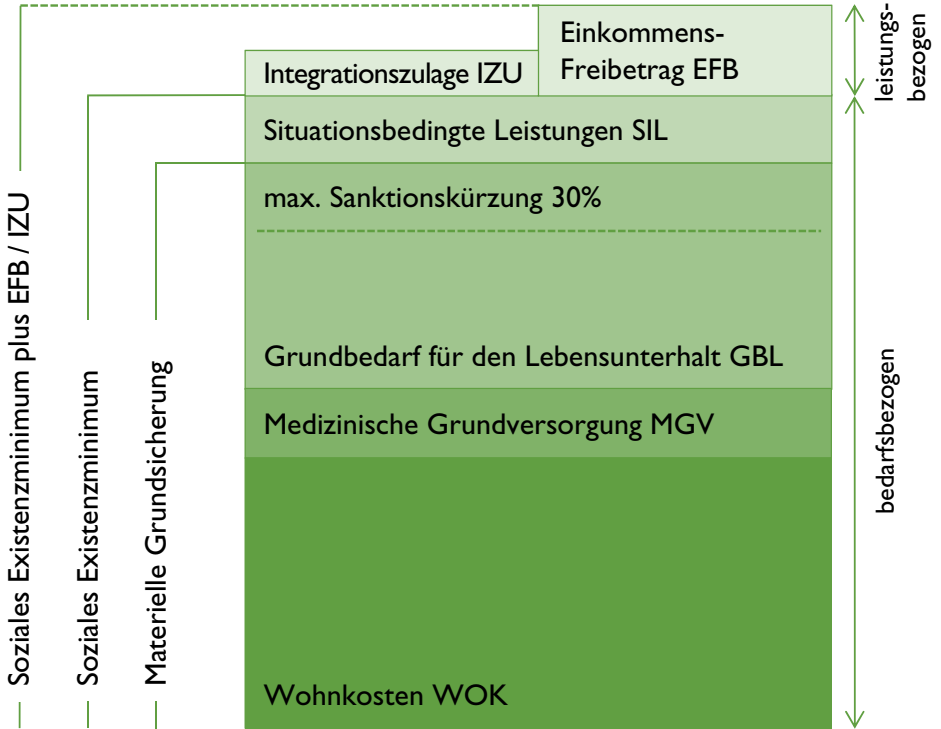 Einkommens-
Freibetrag EFB
Integrationszulage IZU
Situationsbedingte Leistungen SIL
max. Sanktionskürzung 30%
Grundbedarf für den Lebensunterhalt GBL
Medizinische Grundversorgung MGV
Wohnkosten WOK
Soziales Existenzminimum plus EFB / IZU
Soziales Existenzminimum
Materielle Grundsicherung
leistungs-
bezogen
bedarfsbezogen